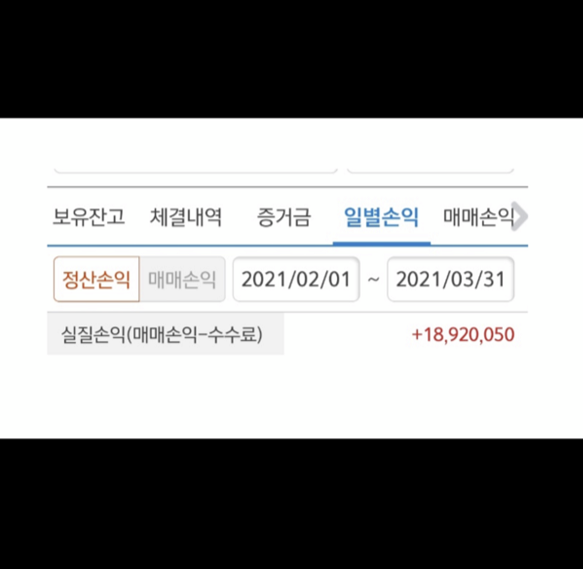 보유잔고 체결내역 증거금 일별손익 매매손익
정산손익 매매손익 2021/02/01 ~ 2021/03/31
실질손익(매매손익-수수료) +18,920,050